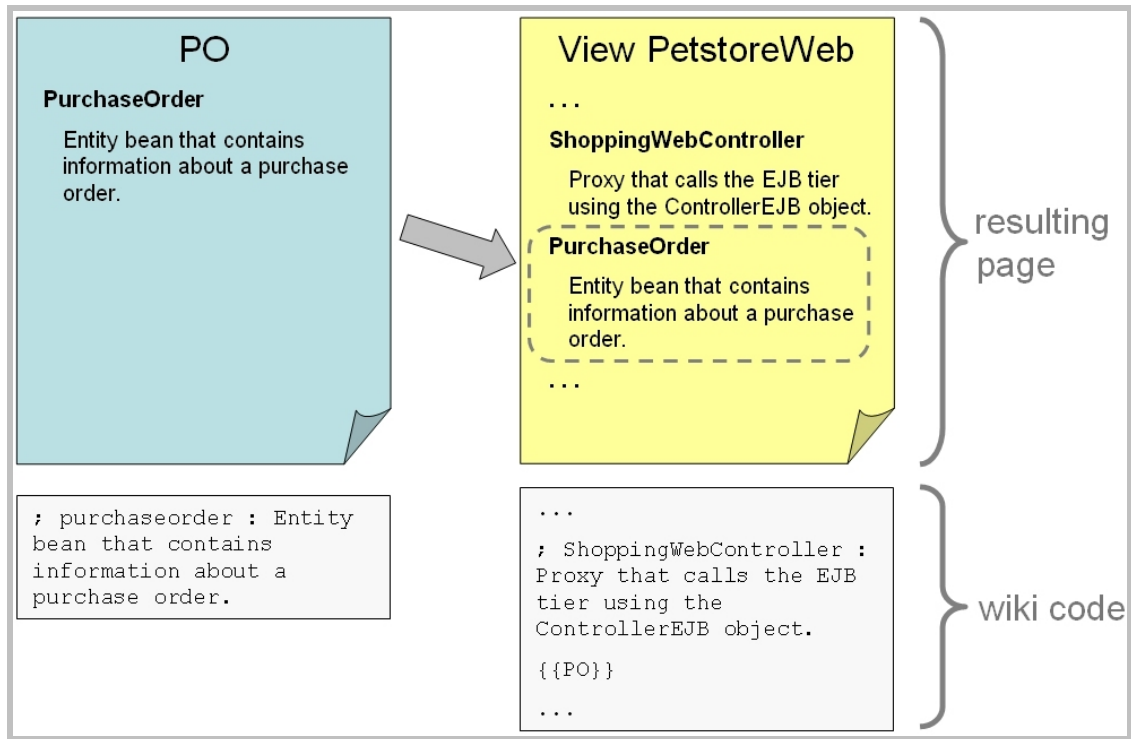 PO
PurchaseOrder
Entity bean that contains
information about a purchase
order.
View PetstoreWeb
...
ShoppingWebController
Proxy that calls the EJB tier
using the ControllerEJB object.
PurchaseOrder
Entity bean that contains
information about a purchase
order.
...
resulting
page
; purchaseorder : Entity
bean that contains
information about a
purchase order.
...
; ShoppingWebController :
Proxy that calls the EJB
tier using the
ControllerEJB object.
{{PO}}
...
wiki code